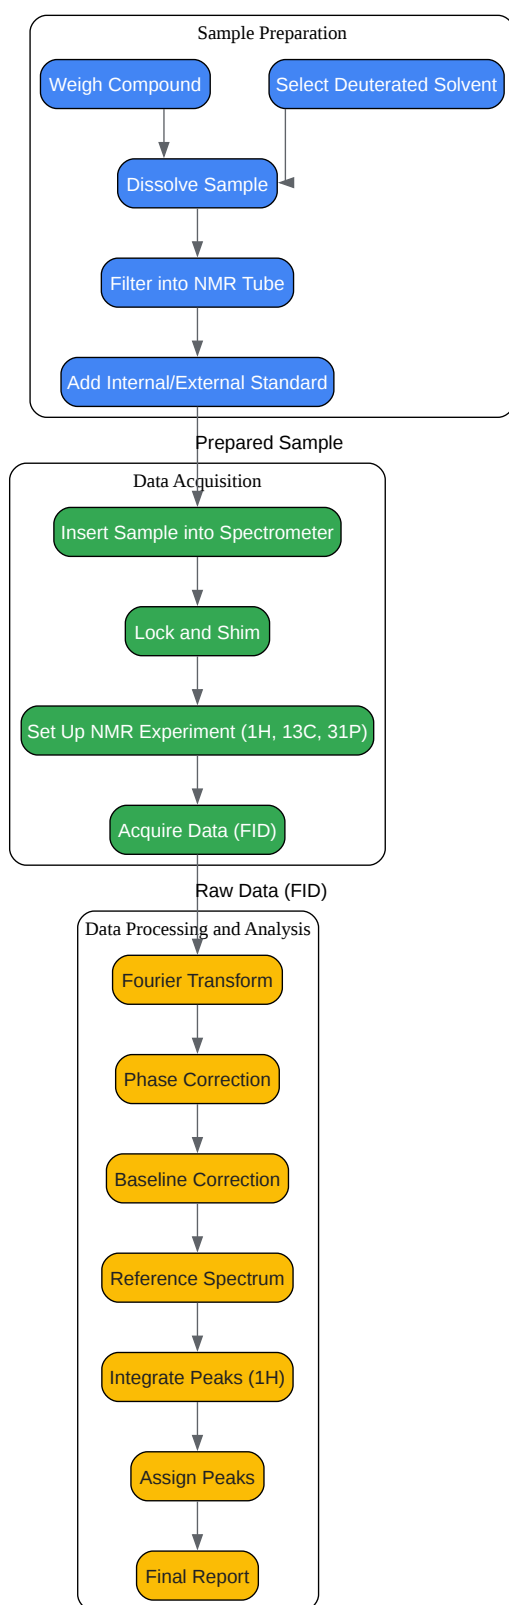 Sample Preparation
Weigh Compound
Select Deuterated Solvent
Dissolve Sample
Filter into NMR Tube
Add Internal/External Standard
Prepared Sample
Data Acquisition
Insert Sample into Spectrometer
Lock and Shim
Set Up NMR Experiment (1H, 13C, 31P)
Acquire Data (FID)
Raw Data (FID)
Data Processing and Analysis
Fourier Transform
Phase Correction
Baseline Correction
Reference Spectrum
Integrate Peaks (1H)
Assign Peaks
Final Report